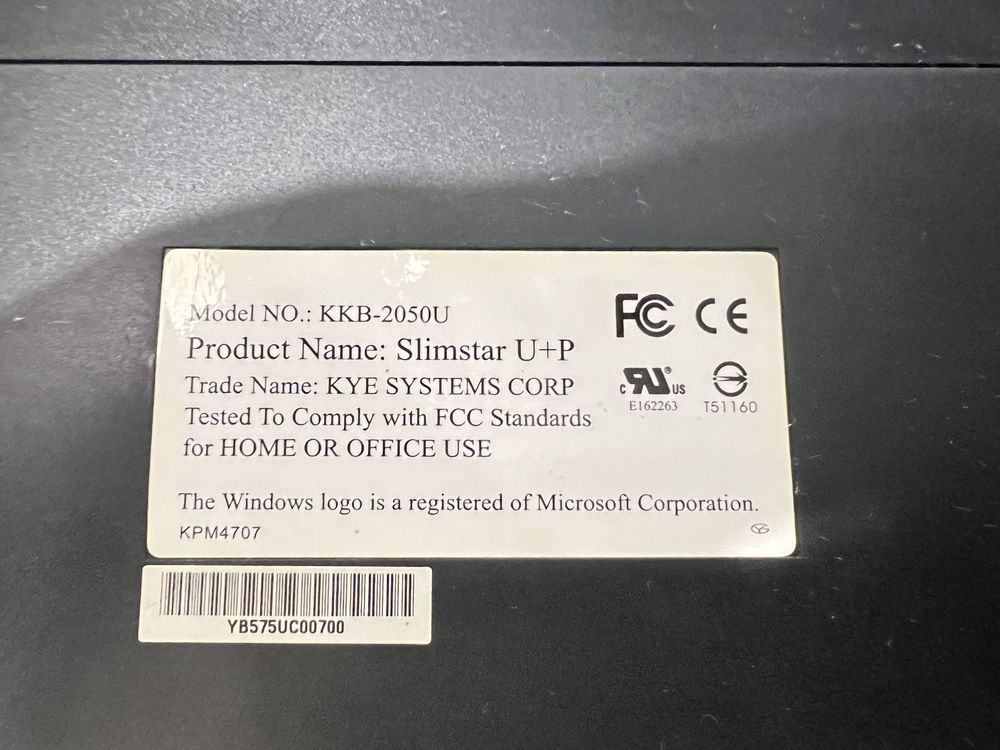 Model NO.: KKB-2050U
Product Name: Slimstar U+P
Trade Name: KYE SYSTEMS CORP
Tested To Comply with FCC Standards
for HOME OR OFFICE USE
The Windows logo is a registered of Microsoft Corporation.
KPM4707
FC CE
c RU® US
E162263 T51160
YB575UC00700